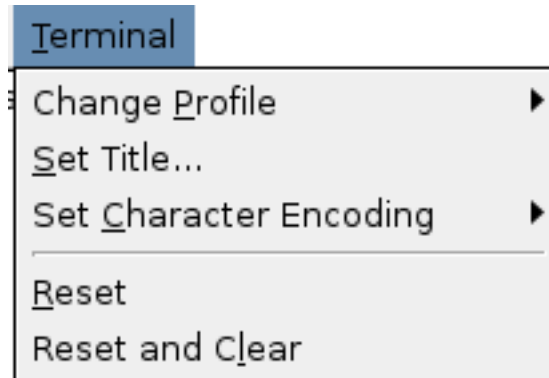 Terminal
Change Profile
Set Title...
Set Character Encoding
Reset
Reset and Clear